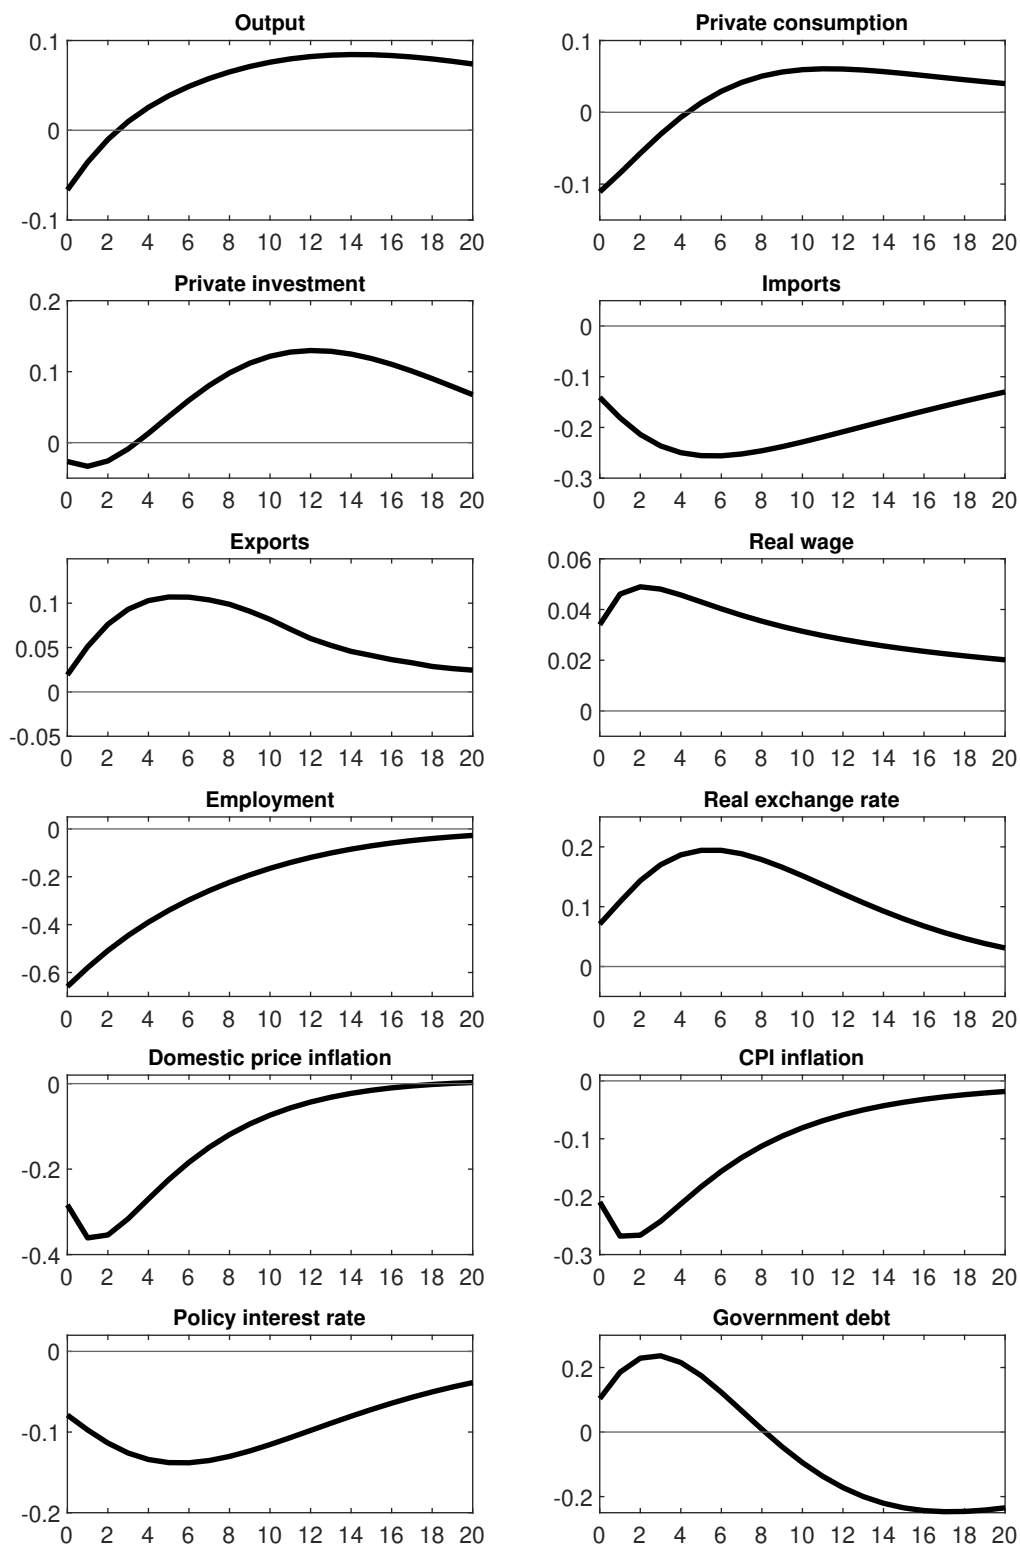 Output
0.1
0
-0.1
0 2 4 6 8 10 12 14 16 18 20
Private consumption
0.1
0
-0.1
0 2 4 6 8 10 12 14 16 18 20
Private investment
0.2
0.1
0
0 2 4 6 8 10 12 14 16 18 20
Imports
0
-0.1
-0.2
-0.3
0 2 4 6 8 10 12 14 16 18 20
Exports
0.1
0.05
0
-0.05
0 2 4 6 8 10 12 14 16 18 20
Real wage
0.06
0.04
0.02
0
0 2 4 6 8 10 12 14 16 18 20
Employment
0
-0.2
-0.4
-0.6
0 2 4 6 8 10 12 14 16 18 20
Real exchange rate
0.2
0.1
0
0 2 4 6 8 10 12 14 16 18 20
Domestic price inflation
0
-0.2
-0.4
0 2 4 6 8 10 12 14 16 18 20
CPI inflation
0
-0.1
-0.2
-0.3
0 2 4 6 8 10 12 14 16 18 20
Policy interest rate
0
-0.1
-0.2
0 2 4 6 8 10 12 14 16 18 20
Government debt
0.2
0
-0.2
0 2 4 6 8 10 12 14 16 18 20